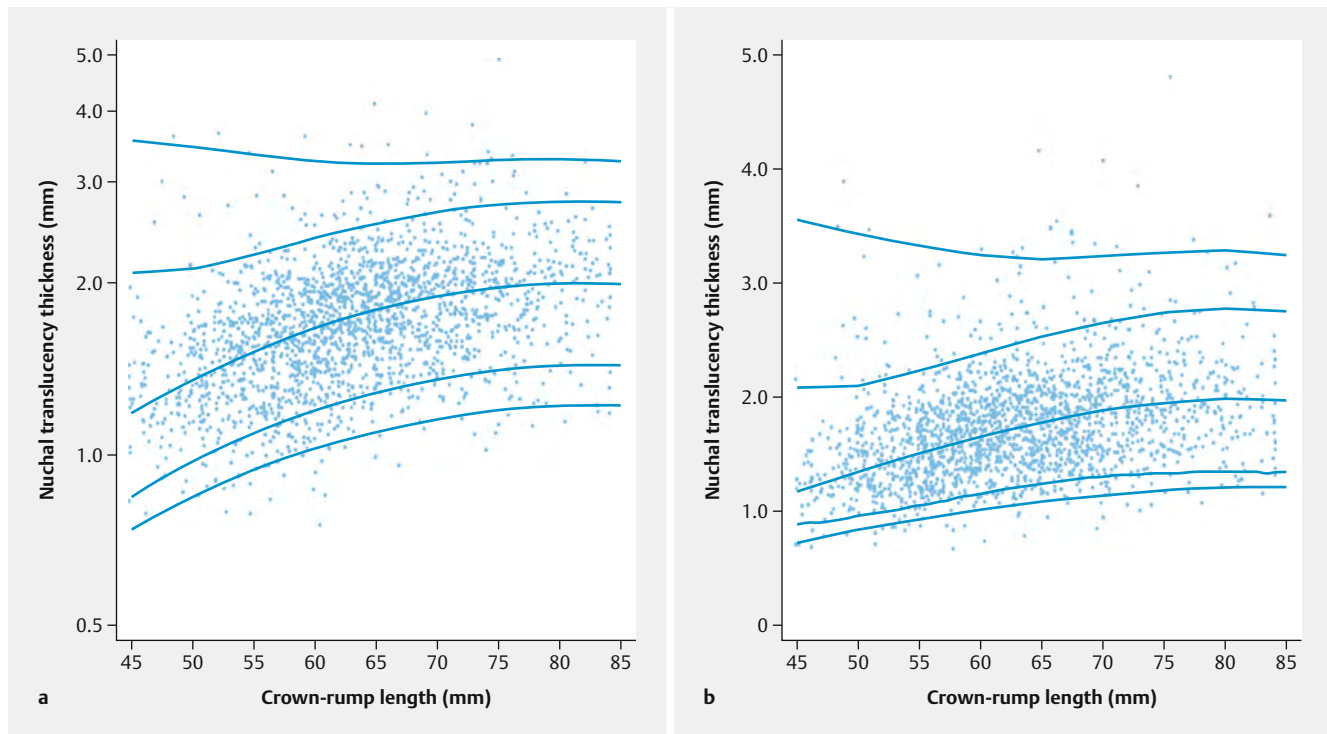 5.0
4.0
3.0
2.0
1.0
0.5
Nuchal translucency thickness (mm)
45 50 55 60 65 70 75 80 85
Crown-rump length (mm)
a
5.0
4.0
3.0
2.0
1.0
0
Nuchal translucency thickness (mm)
45 50 55 60 65 70 75 80 85
Crown-rump length (mm)
b